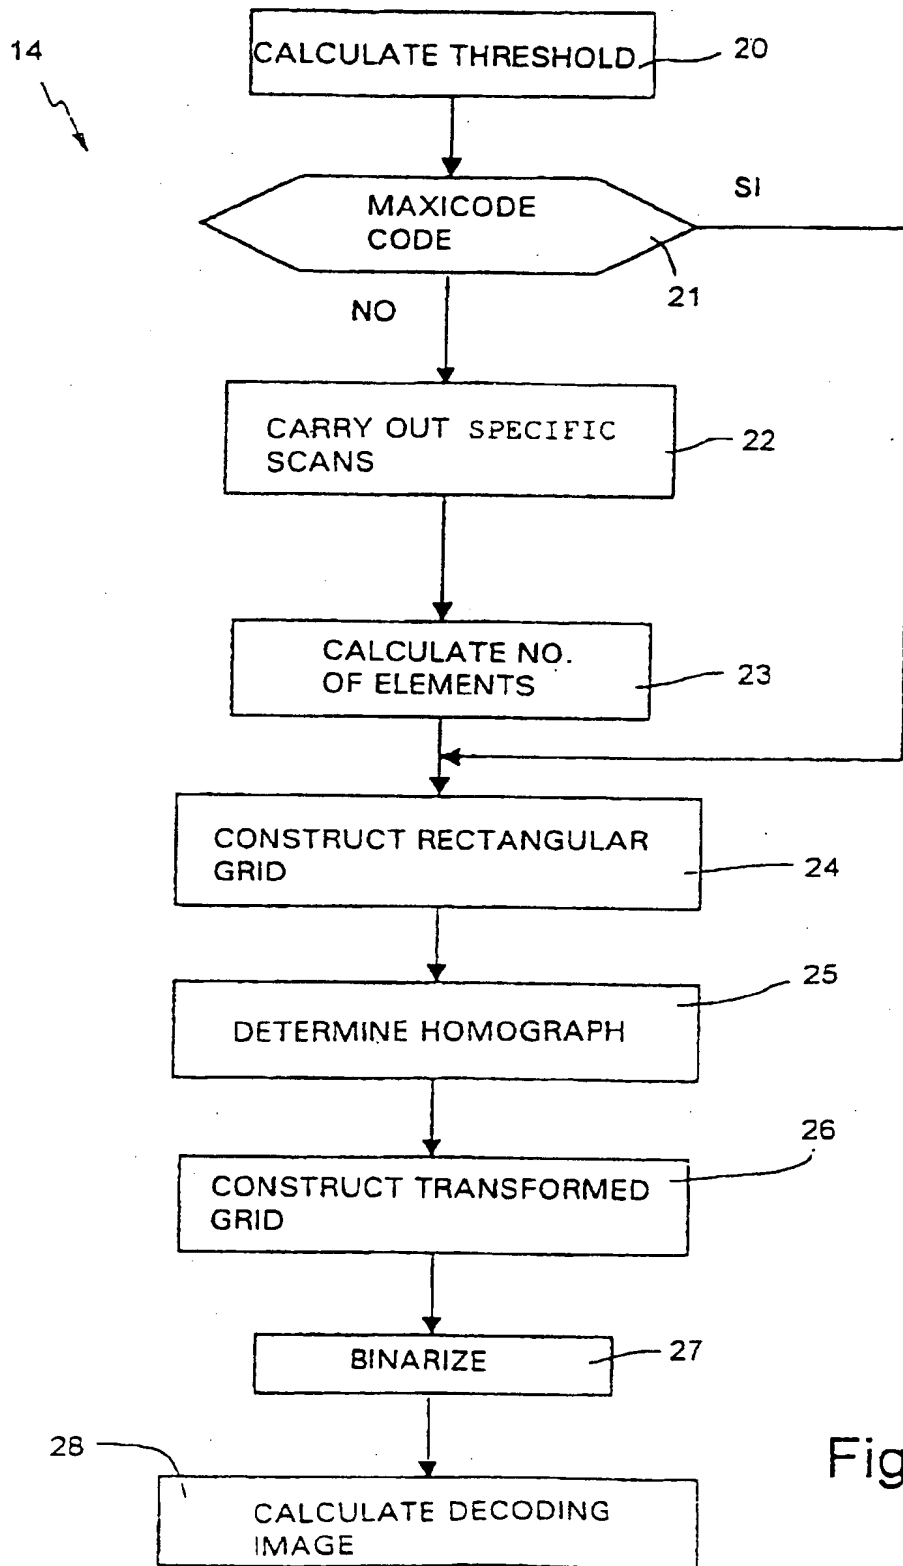 14
CALCULATE THRESHOLD
20
MAXICODE
CODE
SI
21
NO
CARRY OUT SPECIFIC
SCANS
22
CALCULATE NO.
OF ELEMENTS
23
CONSTRUCT RECTANGULAR
GRID
24
25
DETERMINE HOMOGRAPH
26
CONSTRUCT TRANSFORMED
GRID
BINARIZE
27
28
CALCULATE DECODING
IMAGE
Fig